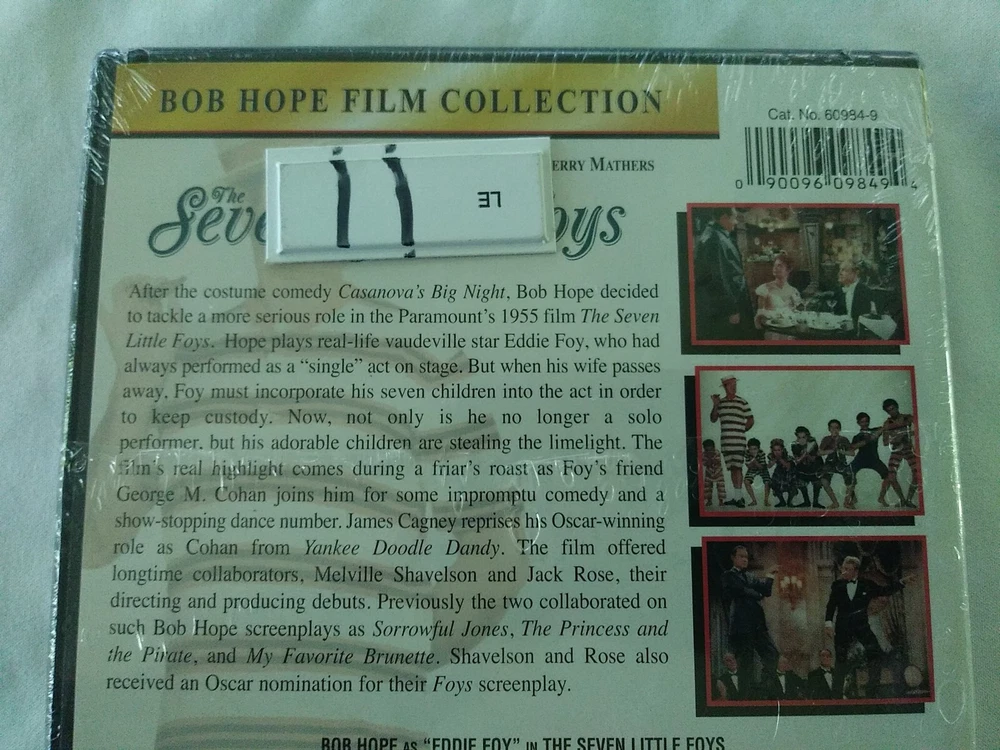 BOB HOPE FILM COLLECTION
Cat. No. 60984-9
ERRY MATHERS
0 90096 09849 4
11 37
The
Seve oys
After the costume comedy Casanova's Big Night, Bob Hope decided
to tackle a more serious role in the Paramount's 1955 film The Seven
Little Foys. Hope plays real-life vaudeville star Eddie Foy, who had
always performed as a “single” act on stage. But when his wife passes
away, Foy must incorporate his seven children into the act in order
to keep custody. Now, not only is he no longer a solo
performer, but his adorable children are stealing the limelight. The
film's real highlight comes during a friar's roast as Foy's friend
George M. Cohan joins him for some impromptu comedy and a
show-stopping dance number. James Cagney reprises his Oscar-winning
role as Cohan from Yankee Doodle Dandy. The film offered
longtime collaborators, Melville Shavelson and Jack Rose, their
directing and producing debuts. Previously the two collaborated on
such Bob Hope screenplays as Sorrowful Jones, The Princess and
the Pirate, and My Favorite Brunette. Shavelson and Rose also
received an Oscar nomination for their Foys screenplay.
BOB HOPE AS “EDDIE FOY” IN THE SEVEN LITTLE FOYS